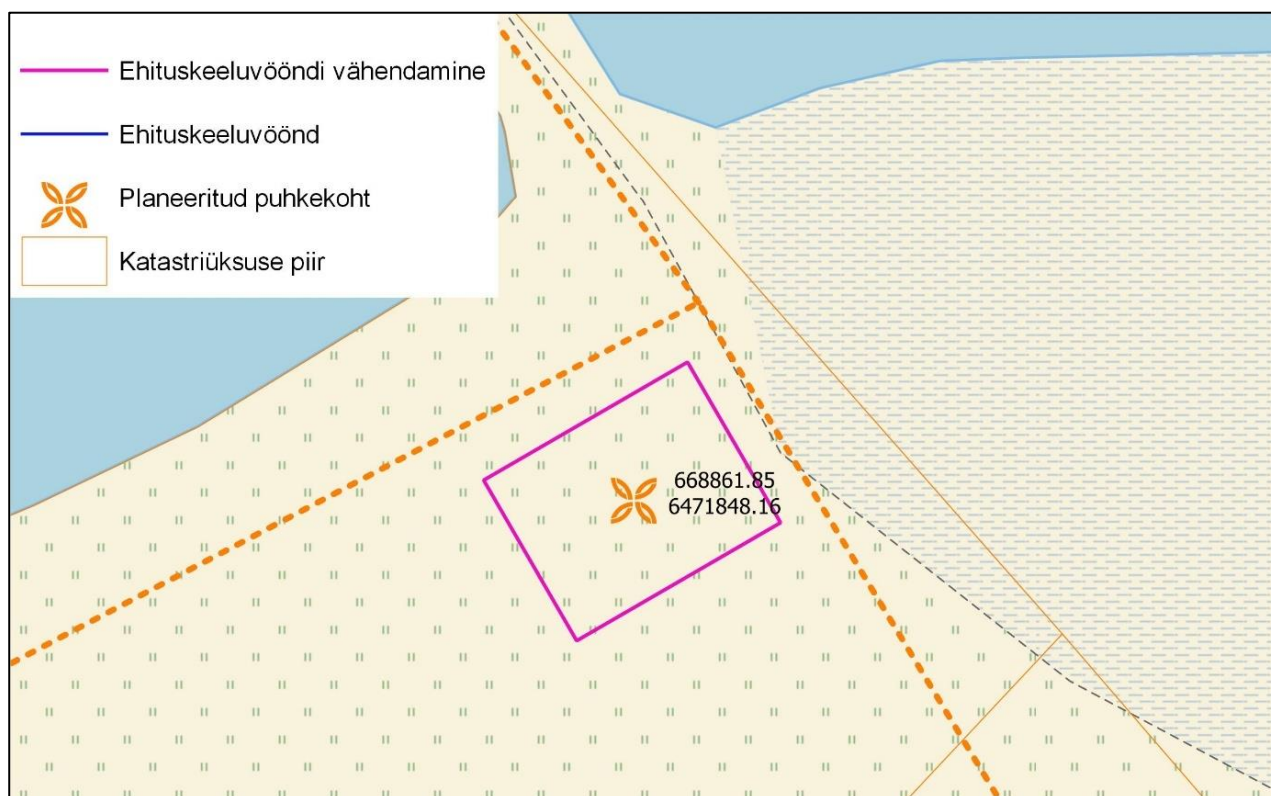 Ehituskeeluvööndi vähendamine
Ehituskeeluvöönd
Planeeritud puhkekoht
Katastriüksuse piir
668861.85
6471848.16